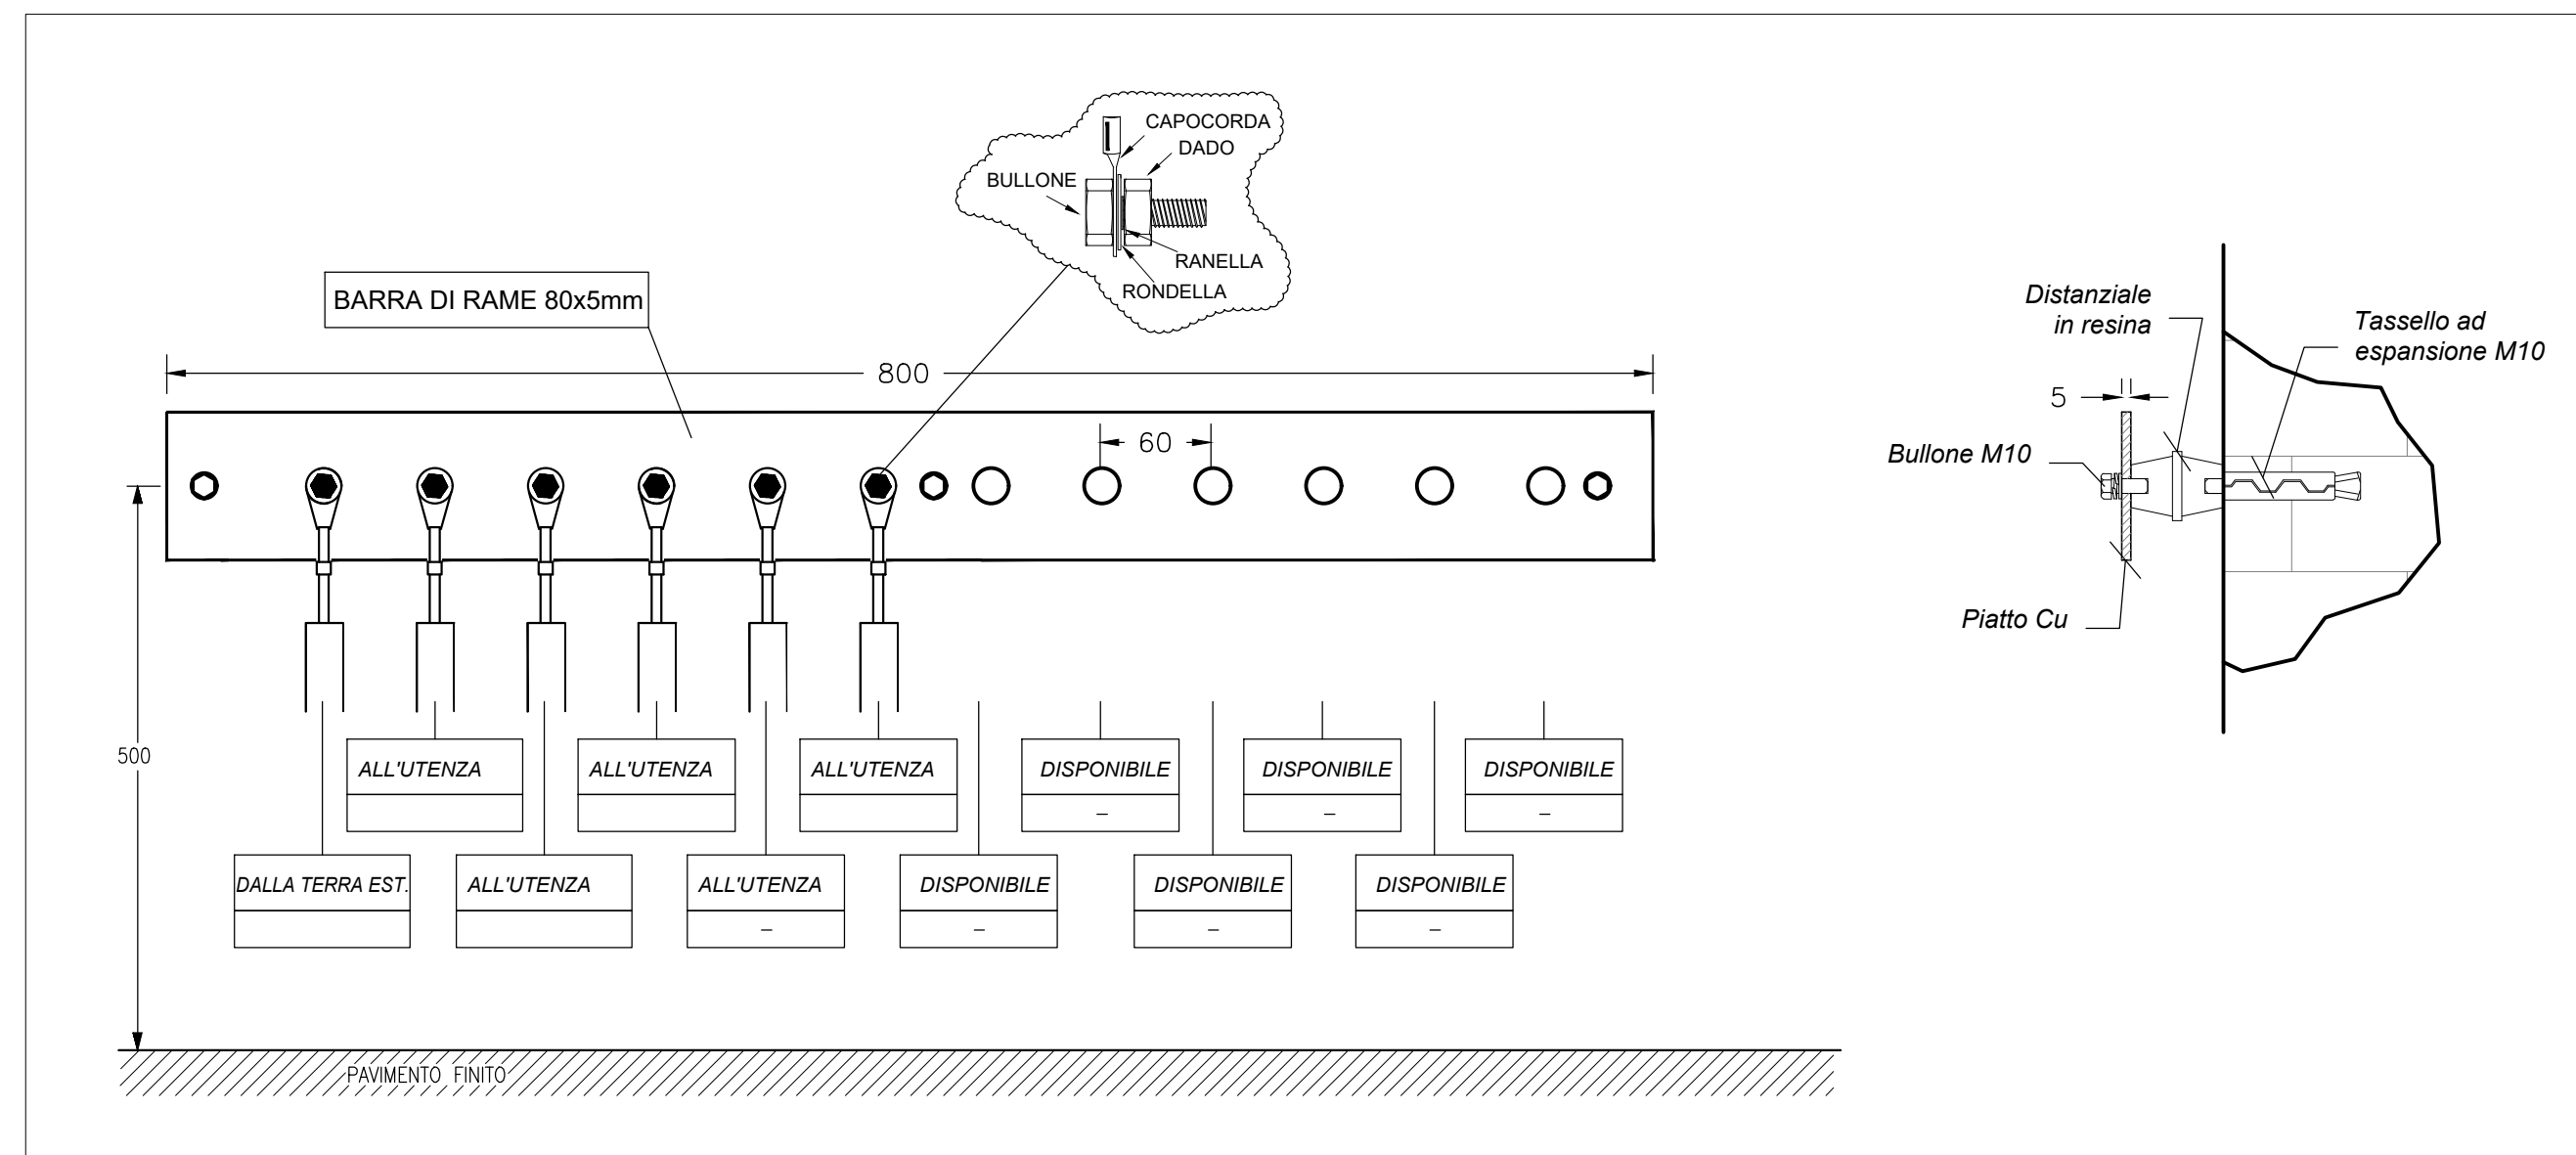 CAPOCORDA
DADO
BULLONE
RANELLA
RONDELLA
BARRA DI RAME 80x5mm
800
60
500
ALL'UTENZA
ALL'UTENZA
ALL'UTENZA
DISPONIBILE
–
DISPONIBILE
–
DISPONIBILE
–
DALLA TERRA EST.
ALL'UTENZA
ALL'UTENZA
–
DISPONIBILE
–
DISPONIBILE
–
DISPONIBILE
–
PAVIMENTO FINITO
Distanziale
in resina
Tassello ad
espansione M10
5
Bullone M10
Piatto Cu